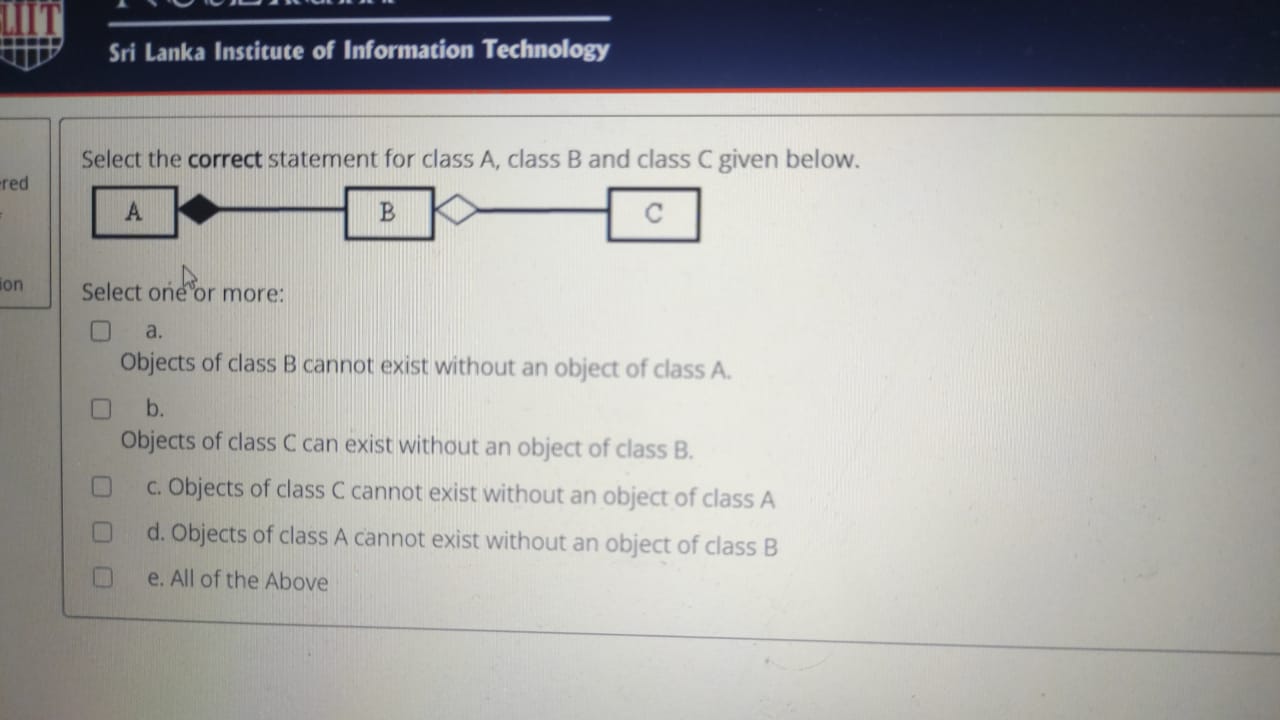 LIIT
Sri Lanka Institute of Information Technology
Select the correct statement for class A, class B and class C given below.
A B C
Select one or more:
a.
Objects of class B cannot exist without an object of class A.
b.
Objects of class C can exist without an object of class B.
c. Objects of class C cannot exist without an object of class A
d. Objects of class A cannot exist without an object of class B
e. All of the Above
red
ion